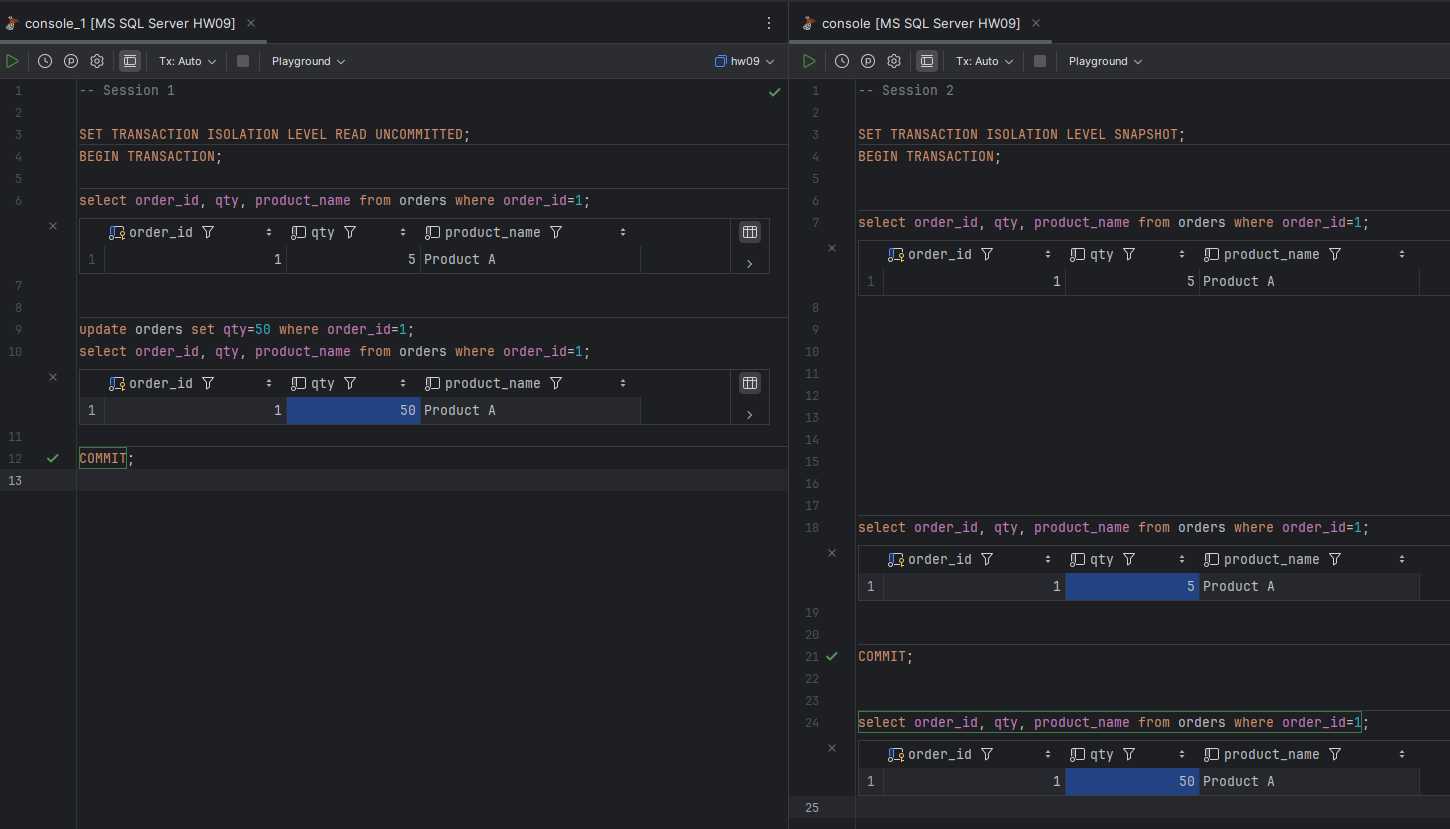 console_1 [MS SQL Server HW09]
Tx: Auto
Playground
hw09
1 -- Session 1
2
3 SET TRANSACTION ISOLATION LEVEL READ UNCOMMITTED;
4 BEGIN TRANSACTION;
5
6 select order_id, qty, product_name from orders where order_id=1;
order_id qty product_name
1 1 5 Product A
7
8
9 update orders set qty=50 where order_id=1;
10 select order_id, qty, product_name from orders where order_id=1;
order_id qty product_name
1 1 50 Product A
11
12 COMMIT;
13
console [MS SQL Server HW09]
Tx: Auto
Playground
1 -- Session 2
2
3 SET TRANSACTION ISOLATION LEVEL SNAPSHOT;
4 BEGIN TRANSACTION;
5
6
7 select order_id, qty, product_name from orders where order_id=1;
order_id qty product_name
1 1 5 Product A
8
9
10
11
12
13
14
15
16
17
18 select order_id, qty, product_name from orders where order_id=1;
order_id qty product_name
1 1 5 Product A
19
20
21 COMMIT;
22
23
24 select order_id, qty, product_name from orders where order_id=1;
order_id qty product_name
1 1 50 Product A
25